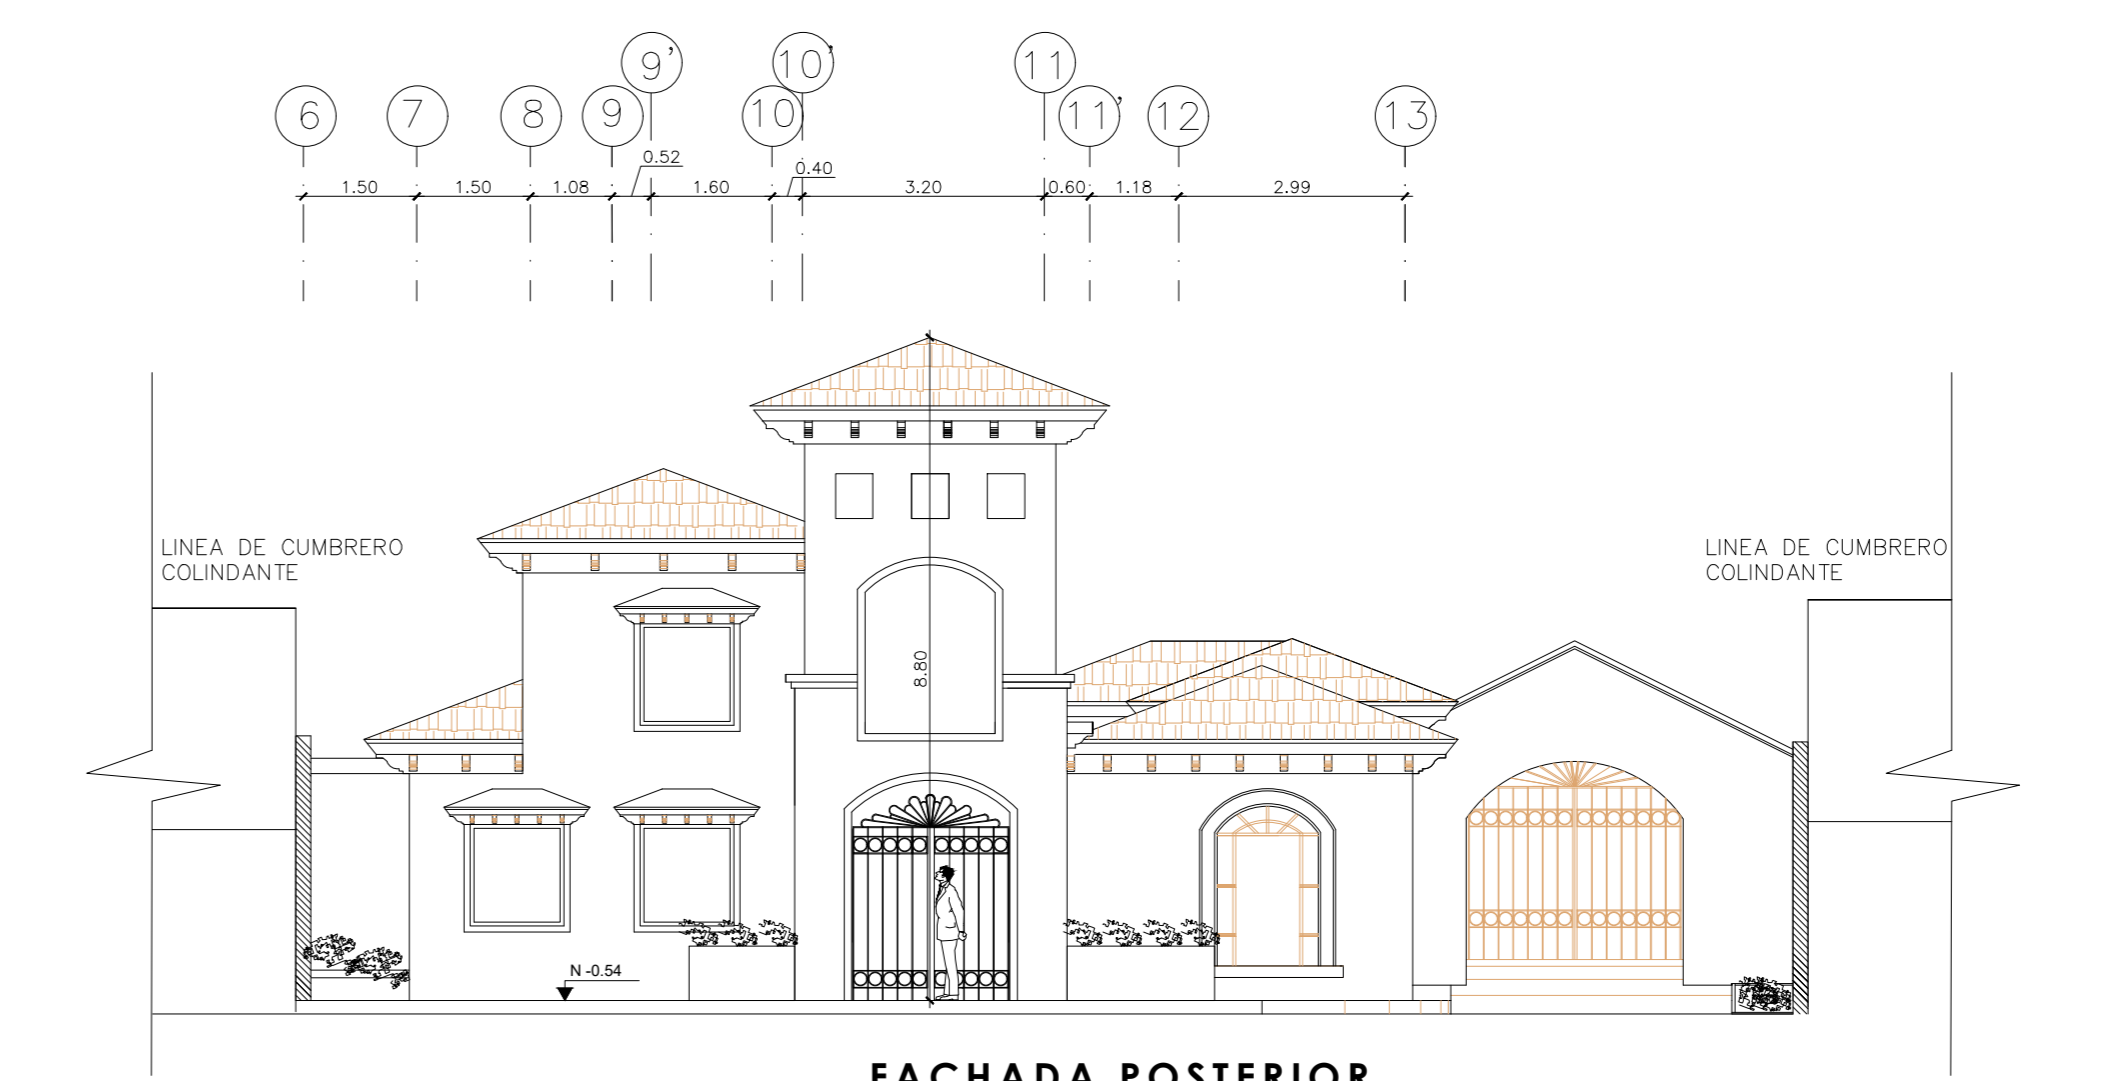 9' 10' 11
6 7 8 9 10 11' 12 13
0.52 0.40
1.50 1.50 1.08 1.60 3.20 0.60 1.18 2.99
LINEA DE CUMBRERO
COLINDANTE
LINEA DE CUMBRERO
COLINDANTE
8.80
N -0.54
FACHADA POSTERIOR